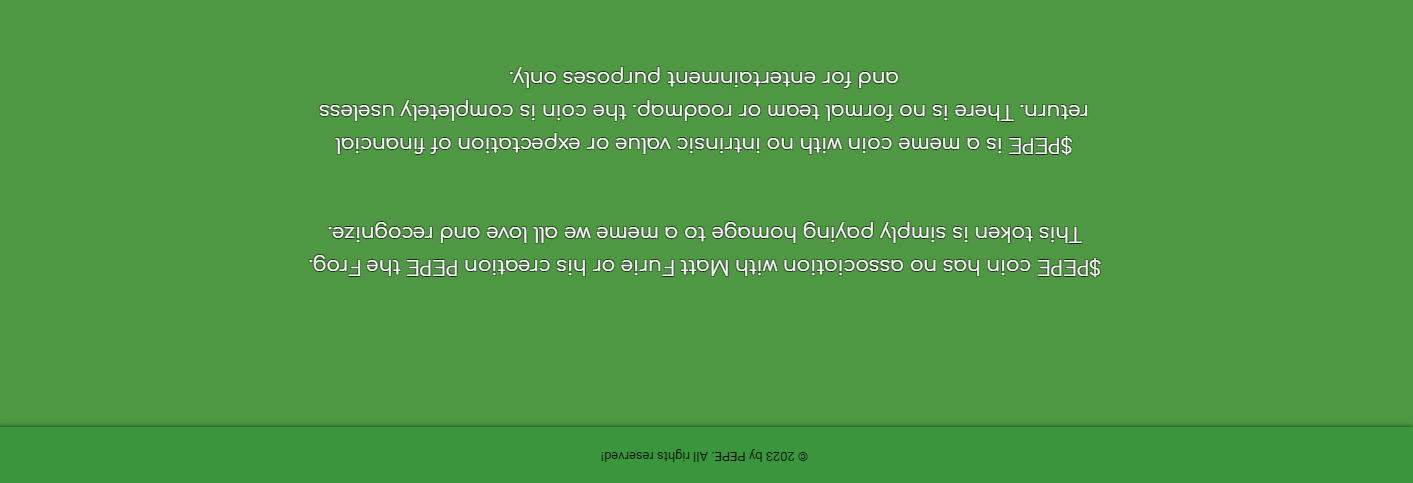 $PEPE coin has no association with Matt Furie or his creation PEPE the Frog.
This token is simply paying homage to a meme we all love and recognize.
$PEPE is a meme coin with no intrinsic value or expectation of financial
return. There is no formal team or roadmap. the coin is completely useless
and for entertainment purposes only.
© 2023 by PEPE. All rights reserved!